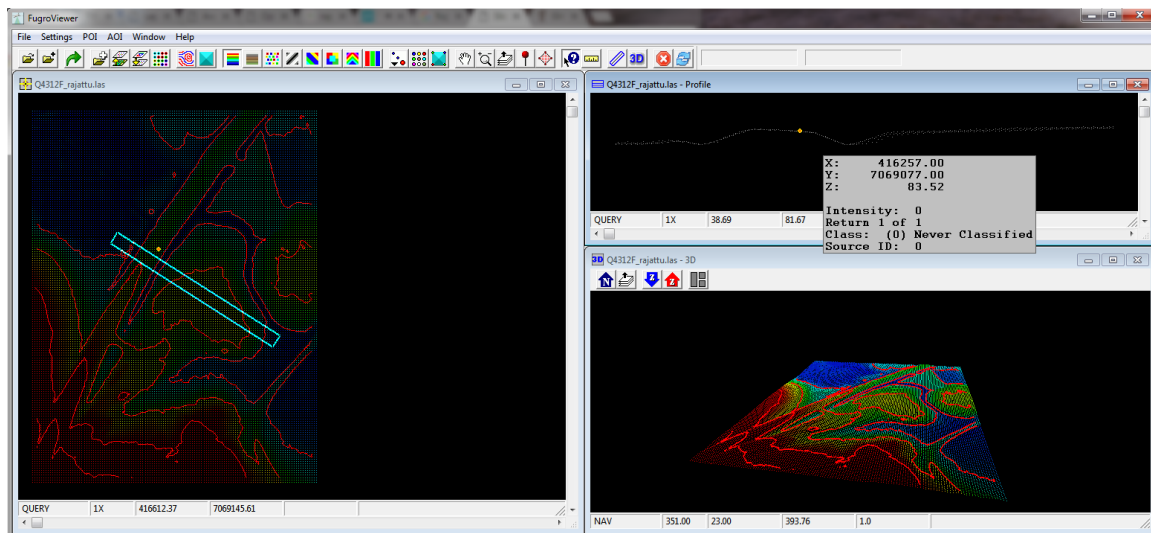 FugroViewer
File Settings POI AOI Window Help
3D
Q4312F_rajattu.las
QUERY 1X 416612.37 7069145.61
Q4312F_rajattu.las - Profile
X: 416257.00
Y: 7069077.00
Z: 83.52
Intensity: 0
Return 1 of 1
Class: (0) Never Classified
Source ID: 0
QUERY 1X 38.69 81.67
3D Q4312F_rajattu.las - 3D
N Z Z
NAV 351.00 23.00 393.76 1.0